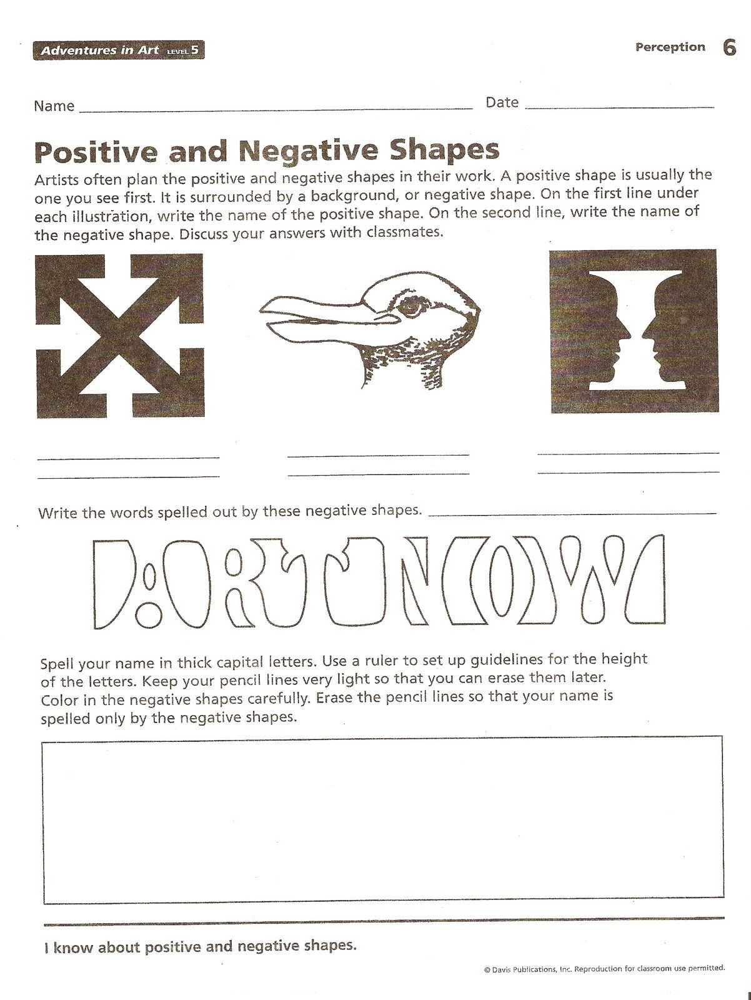 Adventures in Art LEVEL 5
Perception 6
Name
Date
Positive and Negative Shapes
Artists often plan the positive and negative shapes in their work. A positive shape is usually the
one you see first. It is surrounded by a background, or negative shape. On the first line under
each illustration, write the name of the positive shape. On the second line, write the name of
the negative shape. Discuss your answers with classmates.
Write the words spelled out by these negative shapes.
ART NOW
Spell your name in thick capital letters. Use a ruler to set up guidelines for the height
of the letters. Keep your pencil lines very light so that you can erase them later.
Color in the negative shapes carefully. Erase the pencil lines so that your name is
spelled only by the negative shapes.
I know about positive and negative shapes.
© Davis Publications, Inc. Reproduction for classroom use permitted.